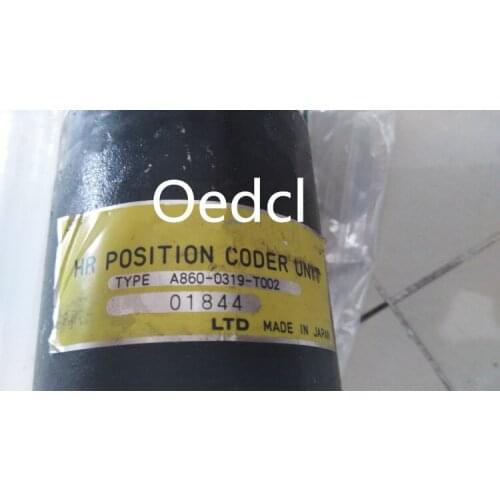 Oedcl
HR POSITION CODER UNIT
TYPE A860-0319-T002
01844
LTD MADE IN JAPAN